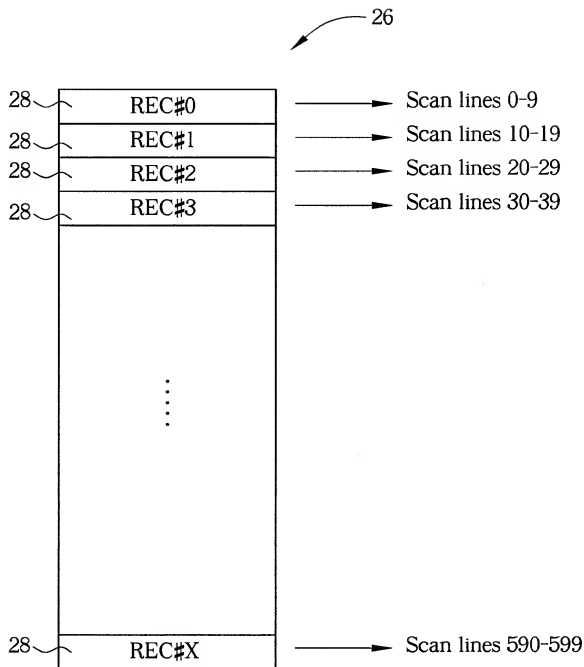 26
28 REC#0 Scan lines 0-9
28 REC#1 Scan lines 10-19
28 REC#2 Scan lines 20-29
28 REC#3 Scan lines 30-39
28 REC#X Scan lines 590-599